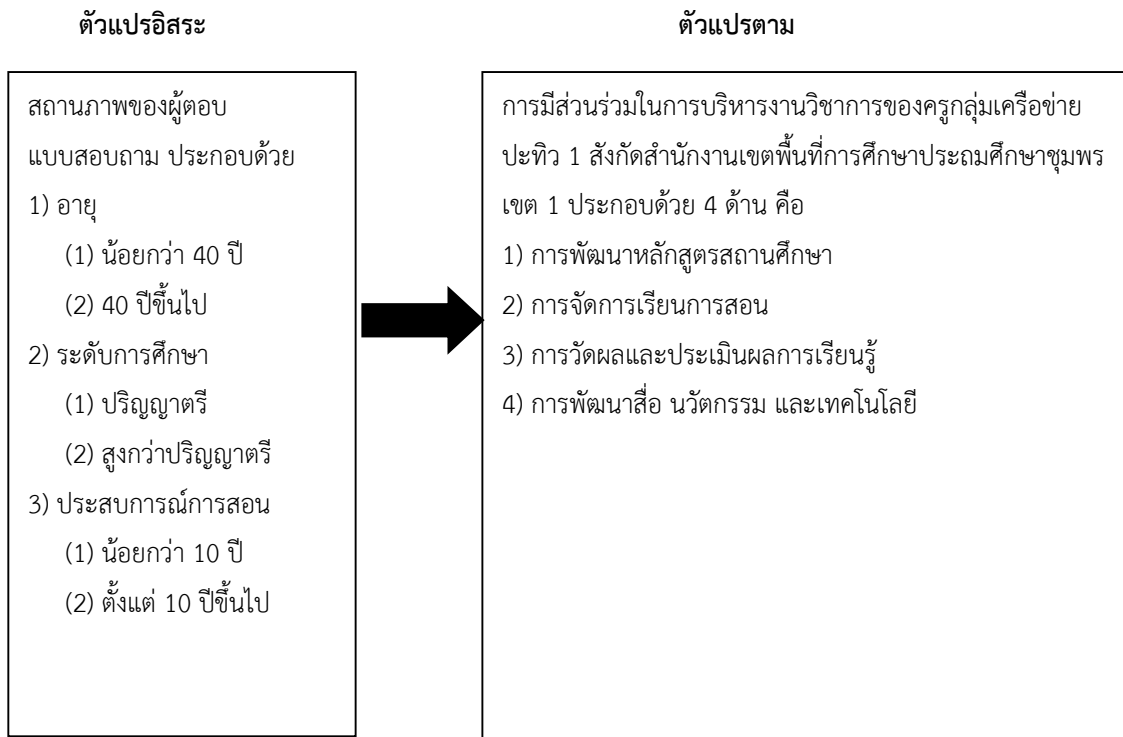 ตัวแปรอิสระ
ตัวแปรตาม
สถานภาพของผู้ตอบ
แบบสอบถาม ประกอบด้วย
1) อายุ
(1) น้อยกว่า 40 ปี
(2) 40 ปีขึ้นไป
2) ระดับการศึกษา
(1) ปริญญาตรี
(2) สูงกว่าปริญญาตรี
3) ประสบการณ์การสอน
(1) น้อยกว่า 10 ปี
(2) ตั้งแต่ 10 ปีขึ้นไป
การมีส่วนร่วมในการบริหารงานวิชาการของครูกลุ่มเครือข่าย
ปะทิว 1 สังกัดสำนักงานเขตพื้นที่การศึกษาประถมศึกษาชุมพร
เขต 1 ประกอบด้วย 4 ด้าน คือ
1) การพัฒนาหลักสูตรสถานศึกษา
2) การจัดการเรียนการสอน
3) การวัดผลและประเมินผลการเรียนรู้
4) การพัฒนาสื่อ นวัตกรรม และเทคโนโลยี